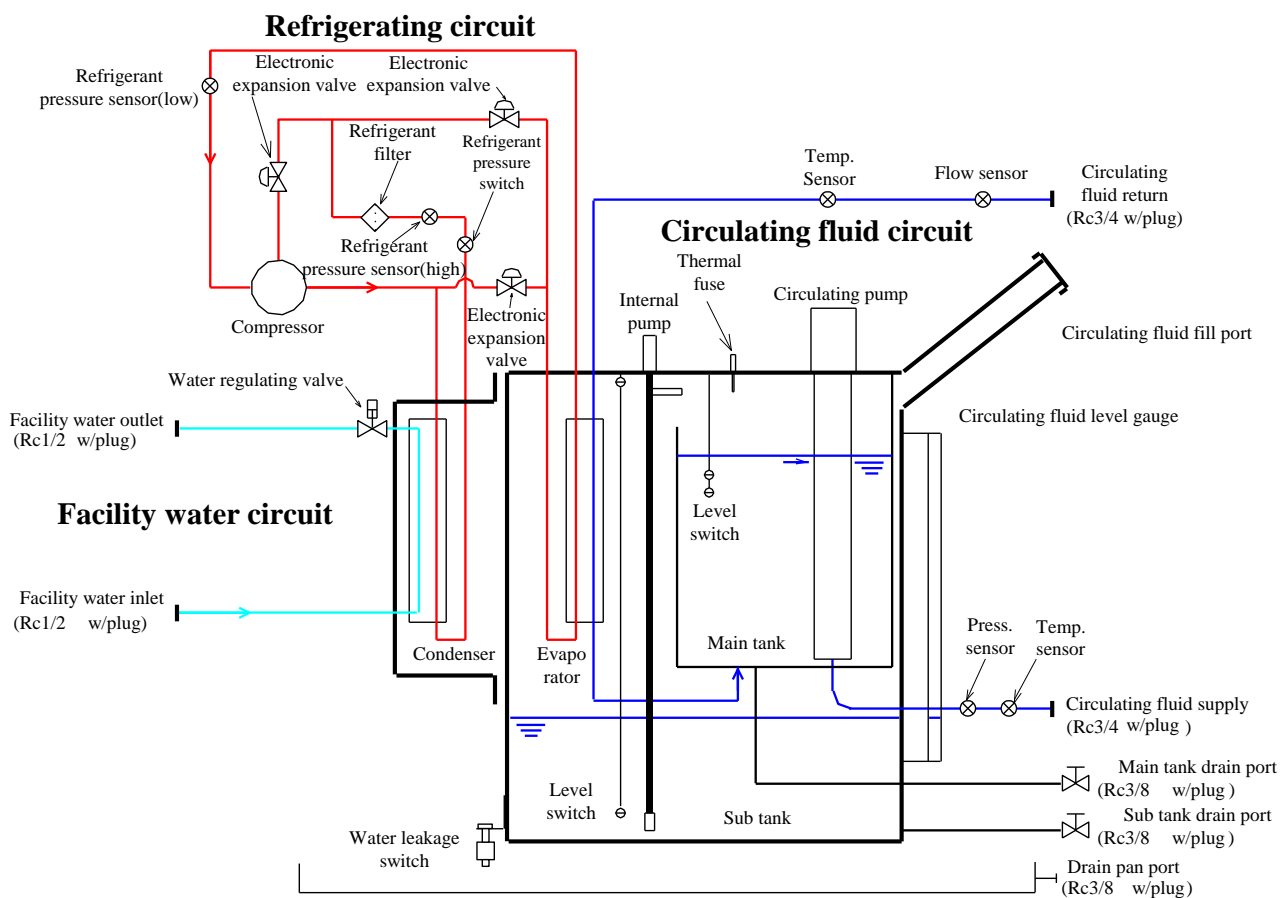 Refrigerating circuit
Electronic
expansion valve
Electronic
expansion valve
Refrigerant
pressure sensor(low)
Refrigerant
filter
Refrigerant
pressure
switch
Refrigerant
pressure sensor(high)
Compressor
Electronic
expansion
valve
Temp.
Sensor
Flow sensor
Circulating
fluid return
(Rc3/4 w/plug)
Circulating fluid circuit
Thermal
fuse
Internal
pump
Circulating pump
Circulating fluid fill port
Water regulating valve
Facility water outlet
(Rc1/2 w/plug)
Circulating fluid level gauge
Facility water circuit
Level
switch
Facility water inlet
(Rc1/2 w/plug)
Condenser
Evapo
rator
Main tank
Press.
sensor
Temp.
sensor
Circulating fluid supply
(Rc3/4 w/plug )
Main tank drain port
(Rc3/8 w/plug )
Level
switch
Sub tank
Sub tank drain port
(Rc3/8 w/plug )
Water leakage
switch
Drain pan port
(Rc3/8 w/plug)